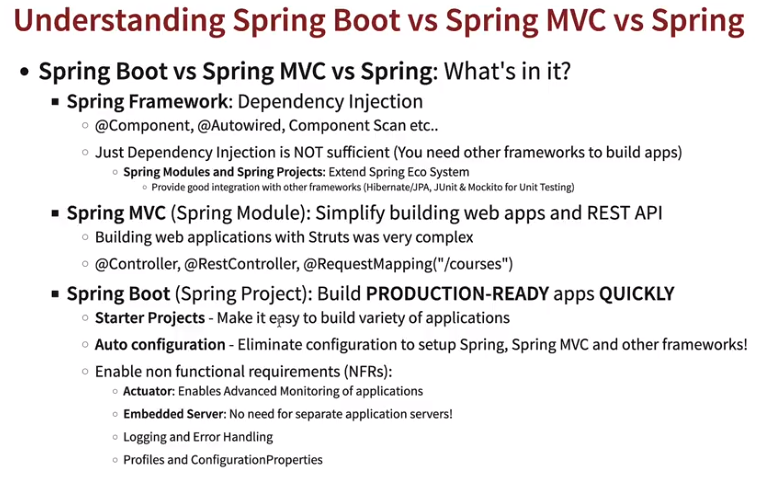 Understanding Spring Boot vs Spring MVC vs Spring
Spring Boot vs Spring MVC vs Spring: What's in it?
Spring Framework: Dependency Injection
@Component, @Autowired, Component Scan etc..
Just Dependency Injection is NOT sufficient (You need other frameworks to build apps)
Spring Modules and Spring Projects: Extend Spring Eco System
Provide good integration with other frameworks (Hibernate/JPA, JUnit & Mockito for Unit Testing)
Spring MVC (Spring Module): Simplify building web apps and REST API
Building web applications with Struts was very complex
@Controller, @RestController, @RequestMapping("/courses")
Spring Boot (Spring Project): Build PRODUCTION-READY apps QUICKLY
Starter Projects - Make it easy to build variety of applications
Auto configuration - Eliminate configuration to setup Spring, Spring MVC and other frameworks!
Enable non functional requirements (NFRs):
Actuator: Enables Advanced Monitoring of applications
Embedded Server: No need for separate application servers!
Logging and Error Handling
Profiles and ConfigurationProperties